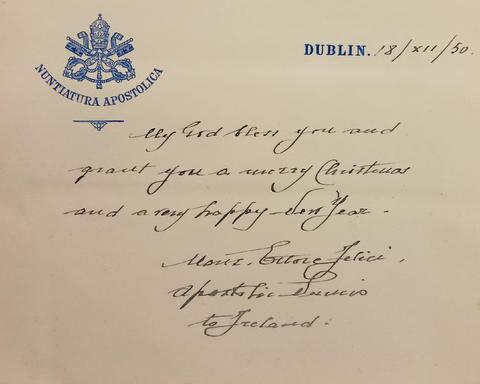 NUNTIATURA APOSTOLICA
DUBLIN. 18/XII/50.
May God bless you and
grant you a merry Christmas
and a very happy New Year.
Mons. Ettore Felici,
Apostolic Nuncio
to Ireland.